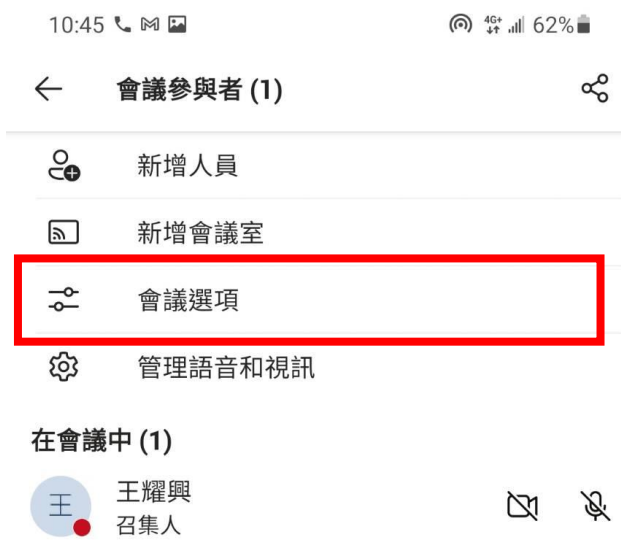 10:45 4G+ 62%
會議參與者 (1)
新增人員
新增會議室
會議選項
管理語音和視訊
在會議中 (1)
王 王耀興
召集人